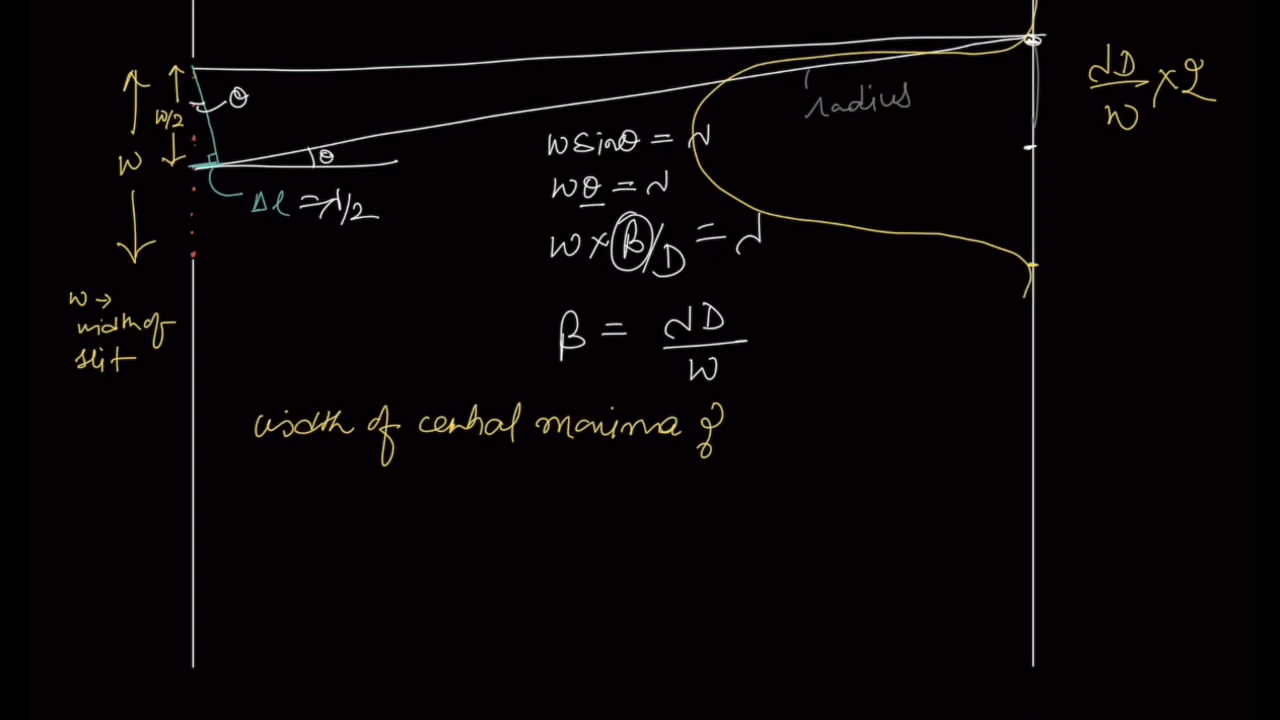 θ
w/2
w
θ
Δl = λ/2
w → width of slit
radius
λD/w × 2
w sinθ = λ
wθ = λ
w × β/D = λ
β = λD/w
width of central maxima ?